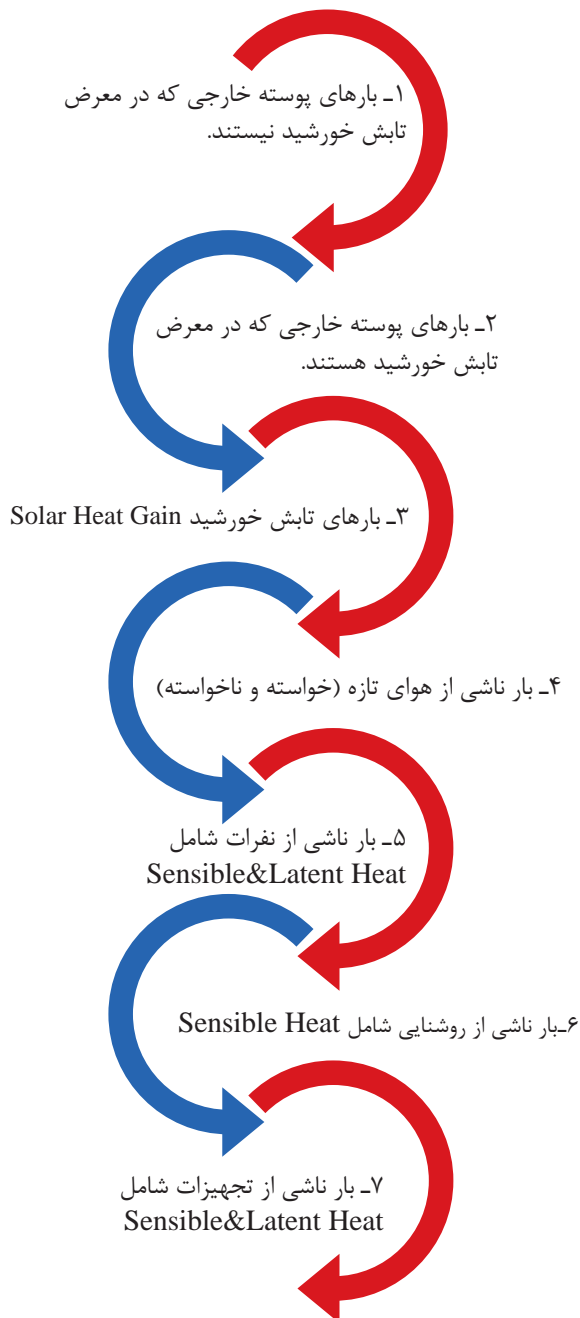 ۱ـ بارهای پوسته خارجی که در معرض
تابش خورشید نیستند.
۲ـ بارهای پوسته خارجی که در معرض
تابش خورشید هستند.
۳ـ بارهای تابش خورشید Solar Heat Gain
۴ـ بار ناشی از هوای تازه (خواسته و ناخواسته)
۵ـ بار ناشی از نفرات شامل
Sensible&Latent Heat
۶ـبار ناشی از روشنایی شامل Sensible Heat
۷ـ بار ناشی از تجهیزات شامل
Sensible&Latent Heat